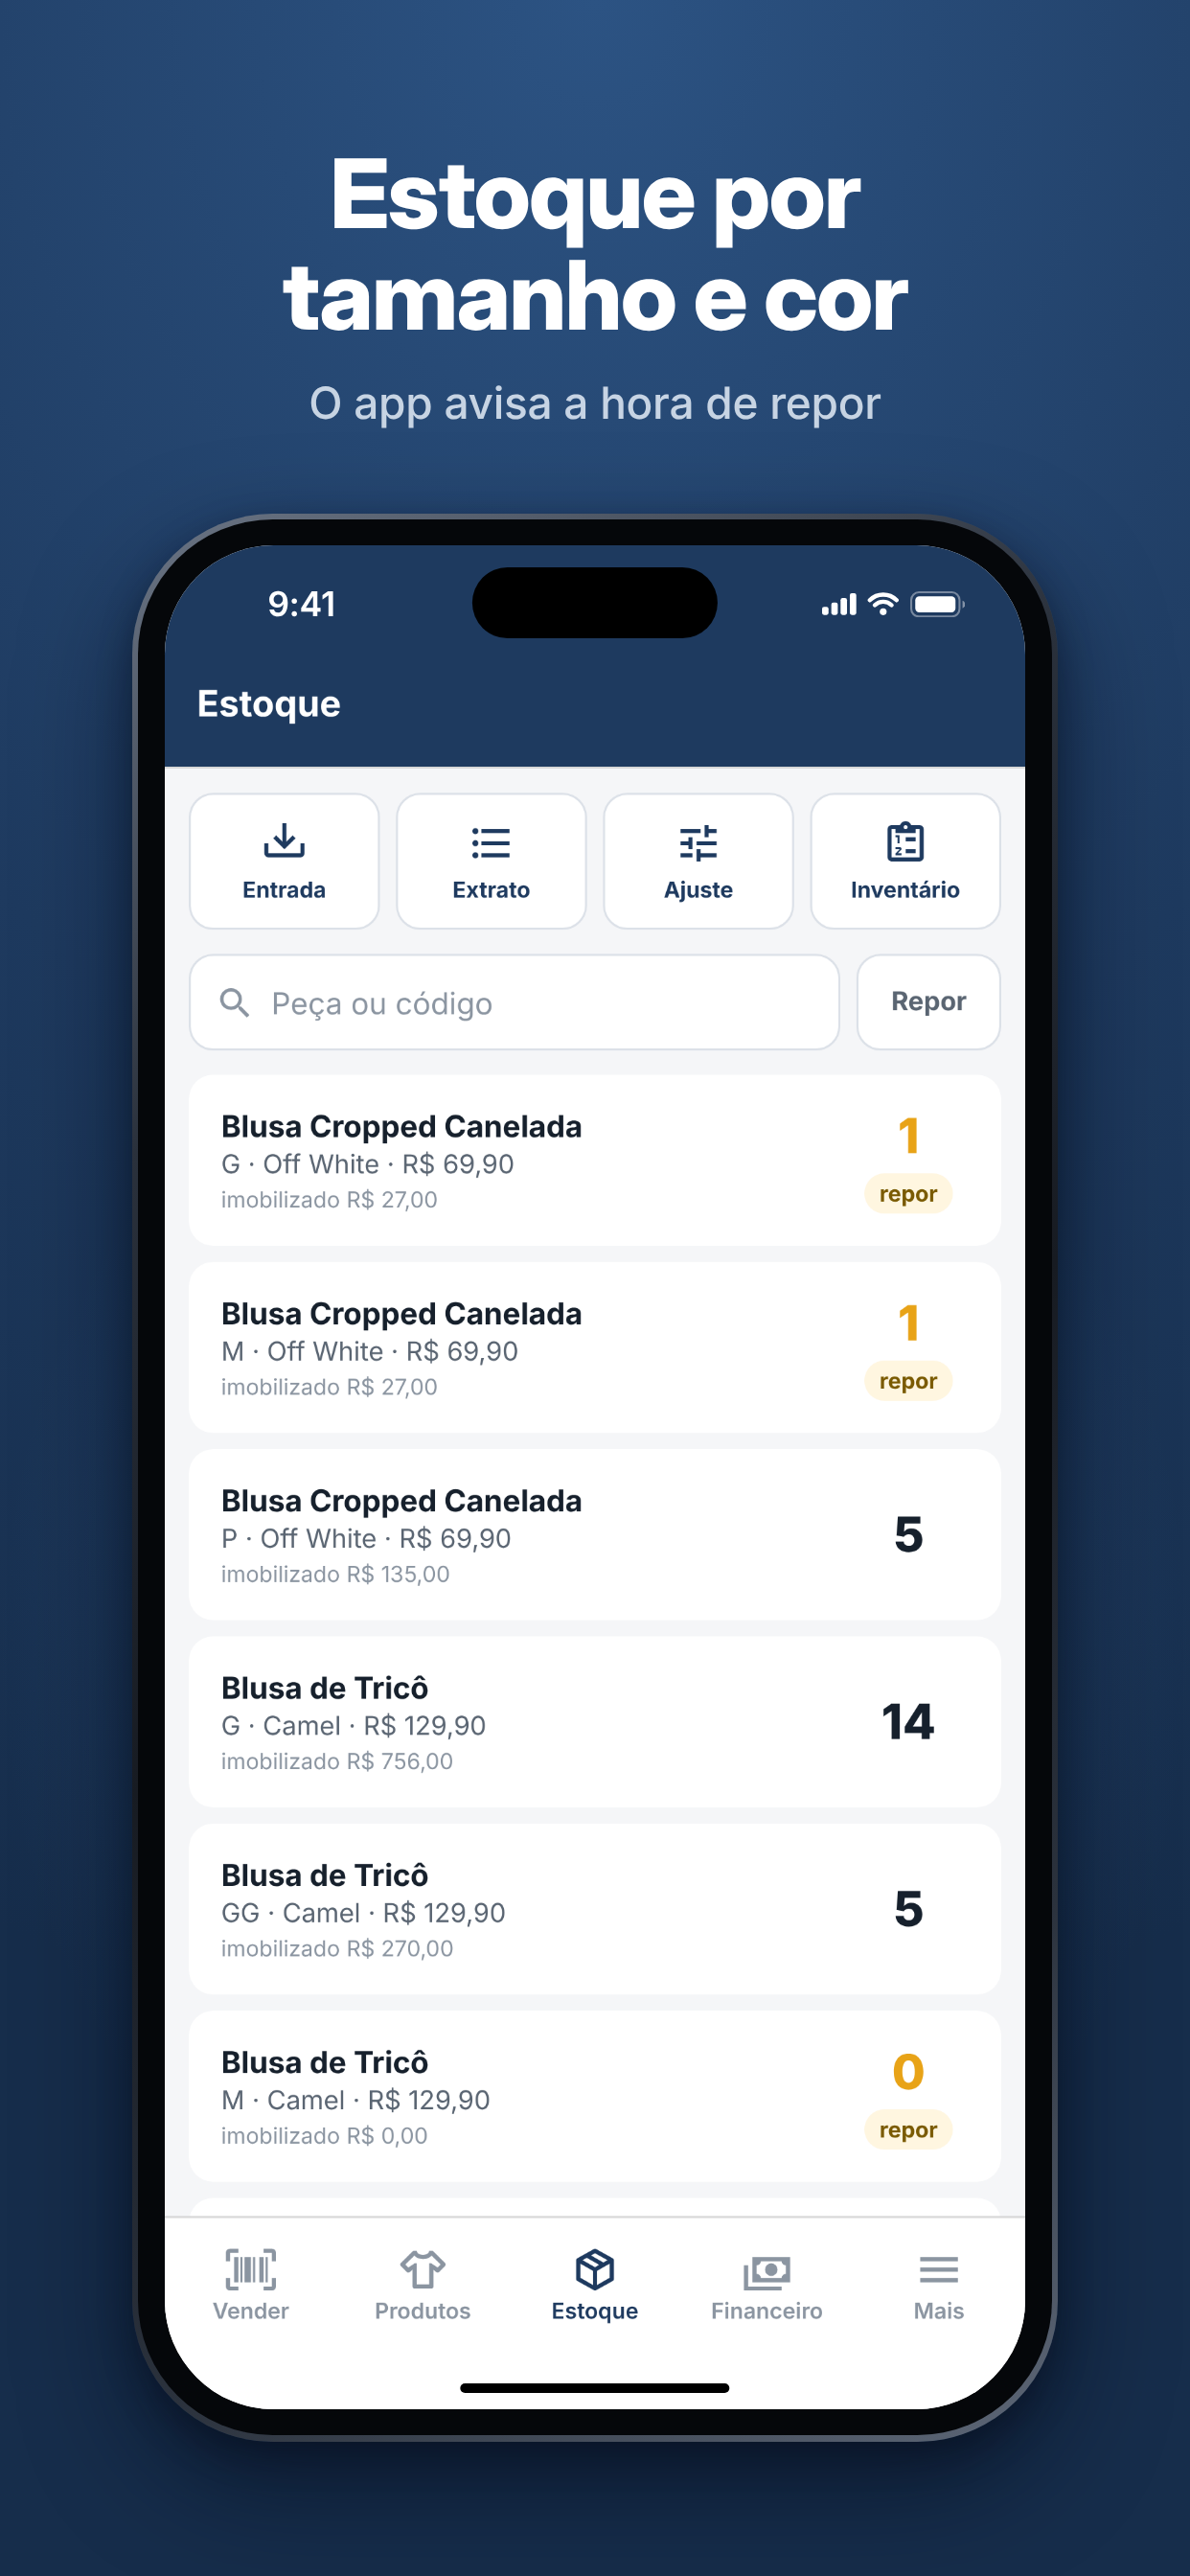 Estoque por
tamanho e cor
O app avisa a hora de repor
9:41
Estoque
Entrada
Extrato
Ajuste
Inventário
Peça ou código
Repor
Blusa Cropped Canelada
G · Off White · R$ 69,90
imobilizado R$ 27,00
1
repor
Blusa Cropped Canelada
M · Off White · R$ 69,90
imobilizado R$ 27,00
1
repor
Blusa Cropped Canelada
P · Off White · R$ 69,90
imobilizado R$ 135,00
5
Blusa de Tricô
G · Camel · R$ 129,90
imobilizado R$ 756,00
14
Blusa de Tricô
GG · Camel · R$ 129,90
imobilizado R$ 270,00
5
Blusa de Tricô
M · Camel · R$ 129,90
imobilizado R$ 0,00
0
repor
Vender
Produtos
Estoque
Financeiro
Mais